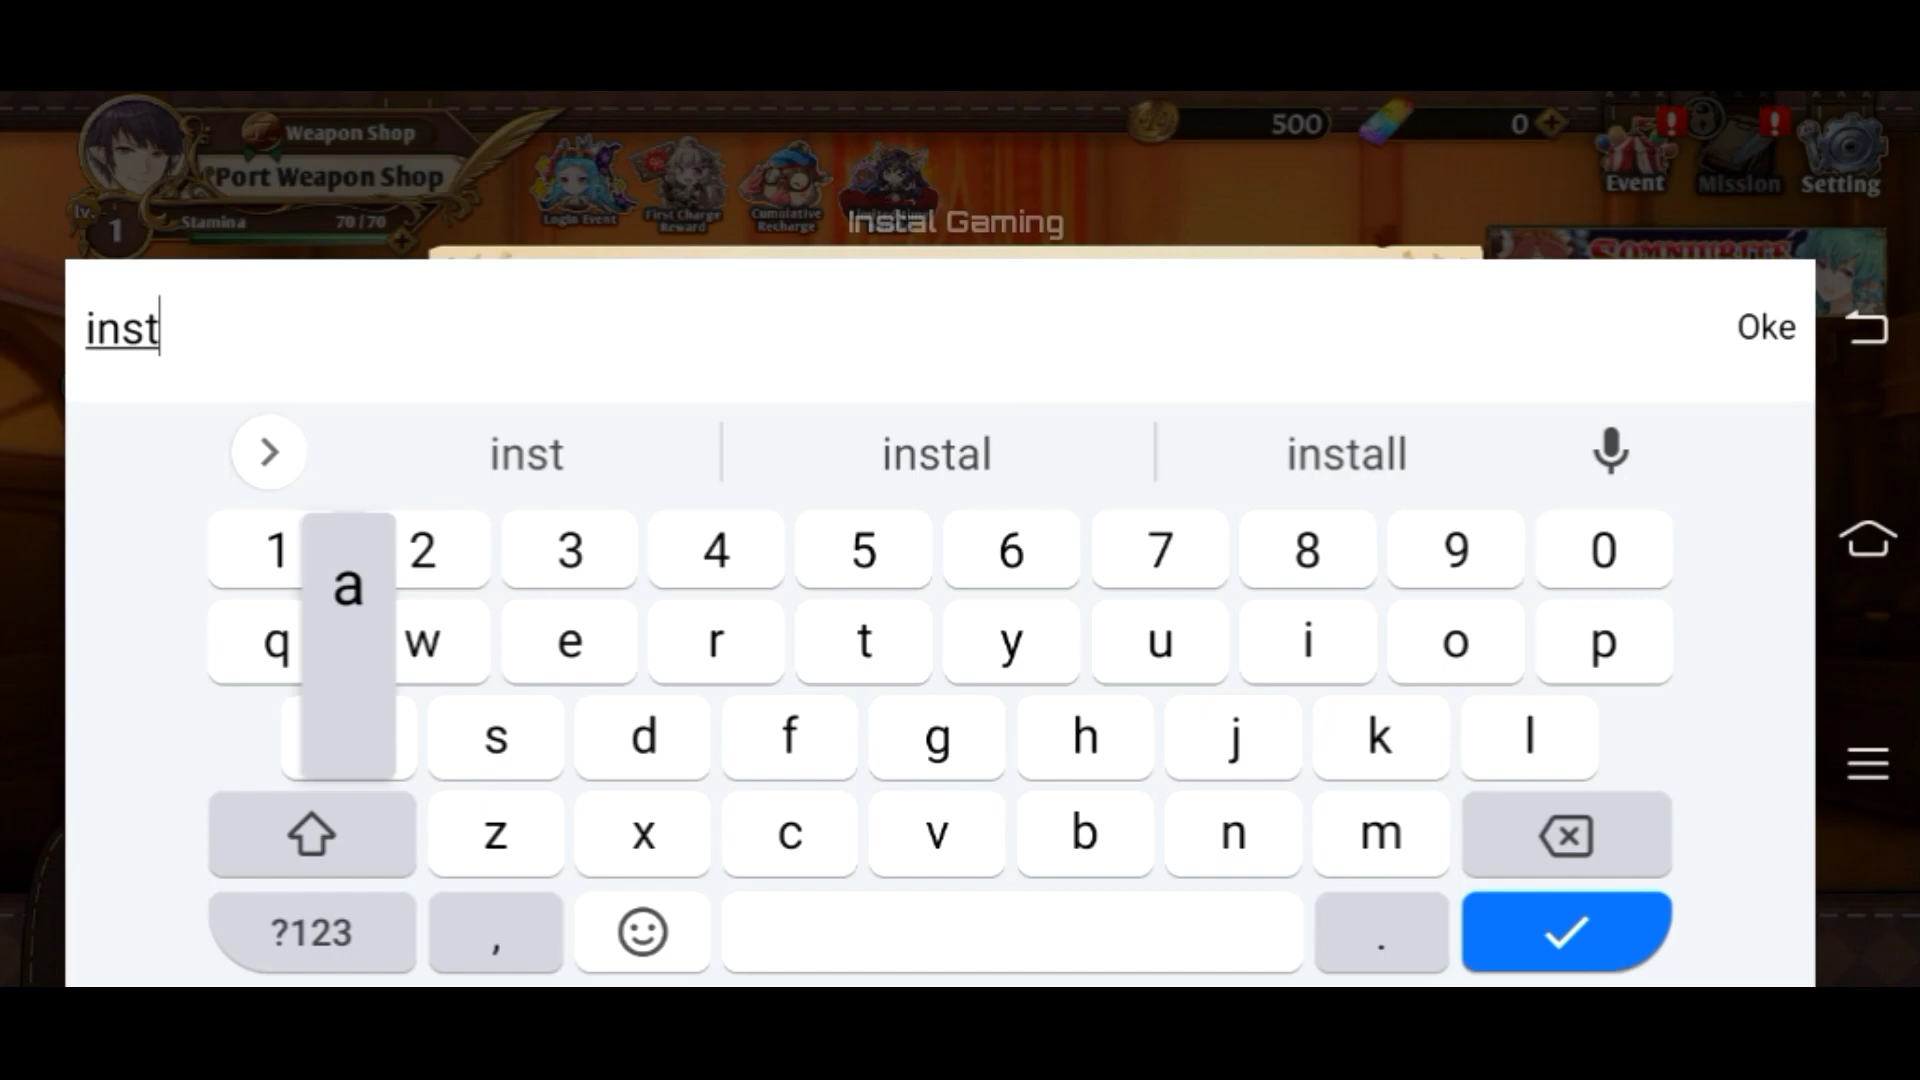 Weapon Shop
Port Weapon Shop
Lv. 1
Stamina 70/70
Login Event
First Charge Reward
Cumulative Recharge
500
0
Event
Mission
Setting
Instal Gaming
inst
Oke
inst instal install
1 2 3 4 5 6 7 8 9 0
a
q w e r t y u i o p
s d f g h j k l
z x c v b n m
?123 , .